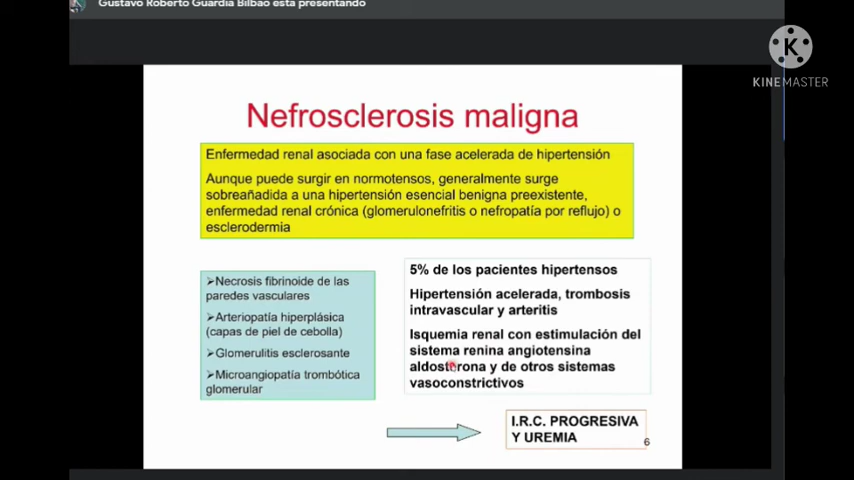 Gustavo Roberto Guardia Bilbao está presentando
K
KINEMASTER
Nefrosclerosis maligna
Enfermedad renal asociada con una fase acelerada de hipertensión
Aunque puede surgir en normotensos, generalmente surge
sobreañadida a una hipertensión esencial benigna preexistente,
enfermedad renal crónica (glomerulonefritis o nefropatía por reflujo) o
esclerodermia
➢Necrosis fibrinoide de las
paredes vasculares
➢Arteriopatía hiperplásica
(capas de piel de cebolla)
➢Glomerulitis esclerosante
➢Microangiopatía trombótica
glomerular
5% de los pacientes hipertensos
Hipertensión acelerada, trombosis
intravascular y arteritis
Isquemia renal con estimulación del
sistema renina angiotensina
aldosterona y de otros sistemas
vasoconstrictivos
I.R.C. PROGRESIVA
Y UREMIA
6